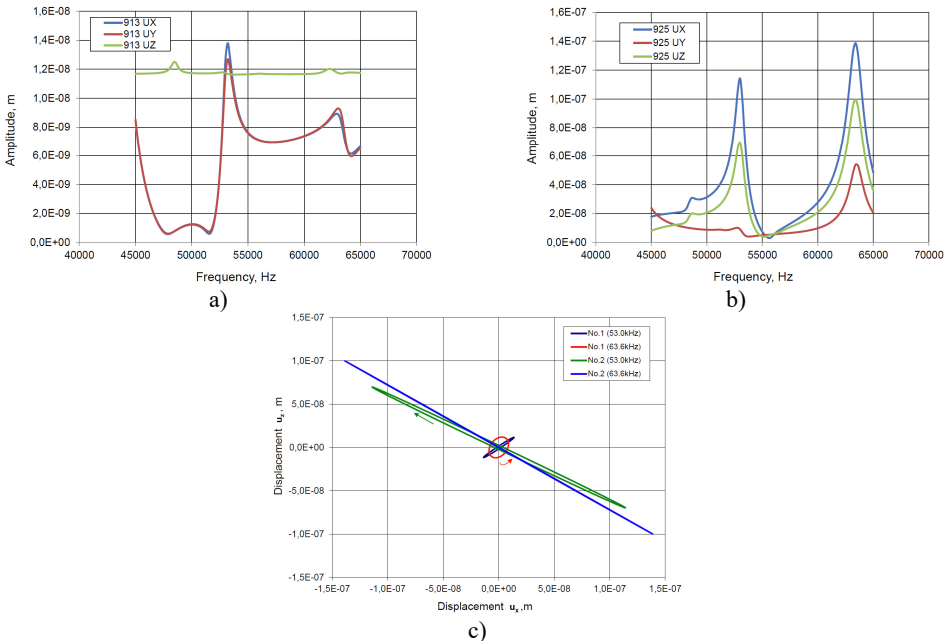 1,6E-08
1,4E-08
1,2E-08
1,0E-08
8,0E-09
6,0E-09
4,0E-09
2,0E-09
0,0E+00
Amplitude, m
913 UX
913 UY
913 UZ
40000 45000 50000 55000 60000 65000 70000
Frequency, Hz
a)
1,6E-07
1,4E-07
1,2E-07
1,0E-07
8,0E-08
6,0E-08
4,0E-08
2,0E-08
0,0E+00
Amplitude, m
925 UX
925 UY
925 UZ
40000 45000 50000 55000 60000 65000 70000
Frequency, Hz
b)
1,5E-07
1,0E-07
5,0E-08
0,0E+00
-5,0E-08
-1,0E-07
-1,5E-07
Displacement uz, m
No.1 (53.0kHz)
No.1 (63.6kHz)
No.2 (53.0kHz)
No.2 (63.6kHz)
-1,5E-07 -1,0E-07 -5,0E-08 0,0E+00 5,0E-08 1,0E-07 1,5E-07
Displacement ux ,m
c)